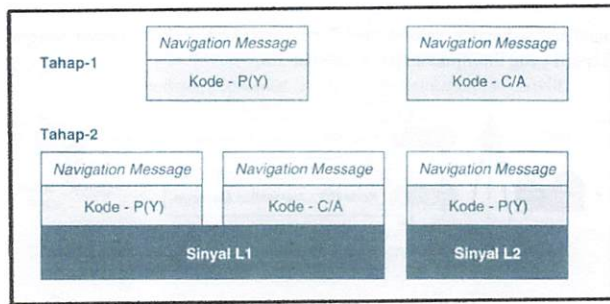 Navigation Message Navigation Message
Tahap-1
Kode - P(Y) Kode - C/A
Tahap-2
Navigation Message Navigation Message Navigation Message
Kode - P(Y) Kode - C/A Kode - P(Y)
Sinyal L1 Sinyal L2